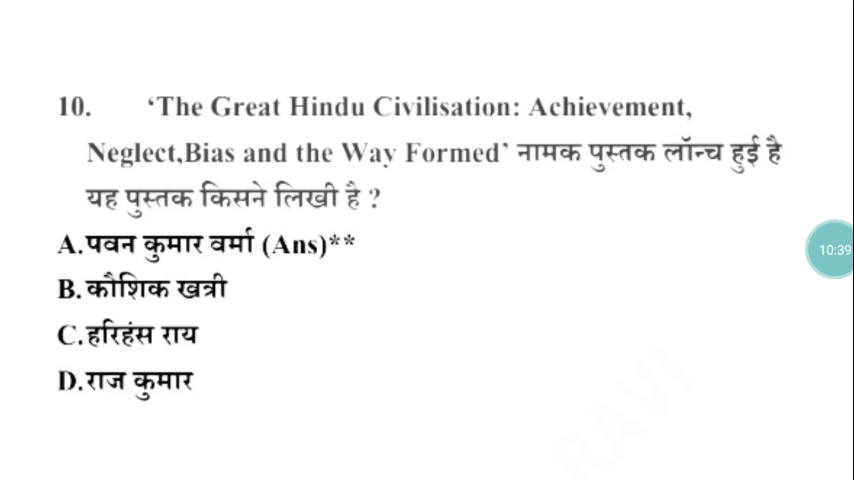 10. ‘The Great Hindu Civilisation: Achievement,
Neglect,Bias and the Way Formed’ नामक पुस्तक लॉन्च हुई है
यह पुस्तक किसने लिखी है ?
A.पवन कुमार वर्मा (Ans)**
B. कौशिक खत्री
C.हरिहंस राय
D.राज कुमार
10:39
RAVI